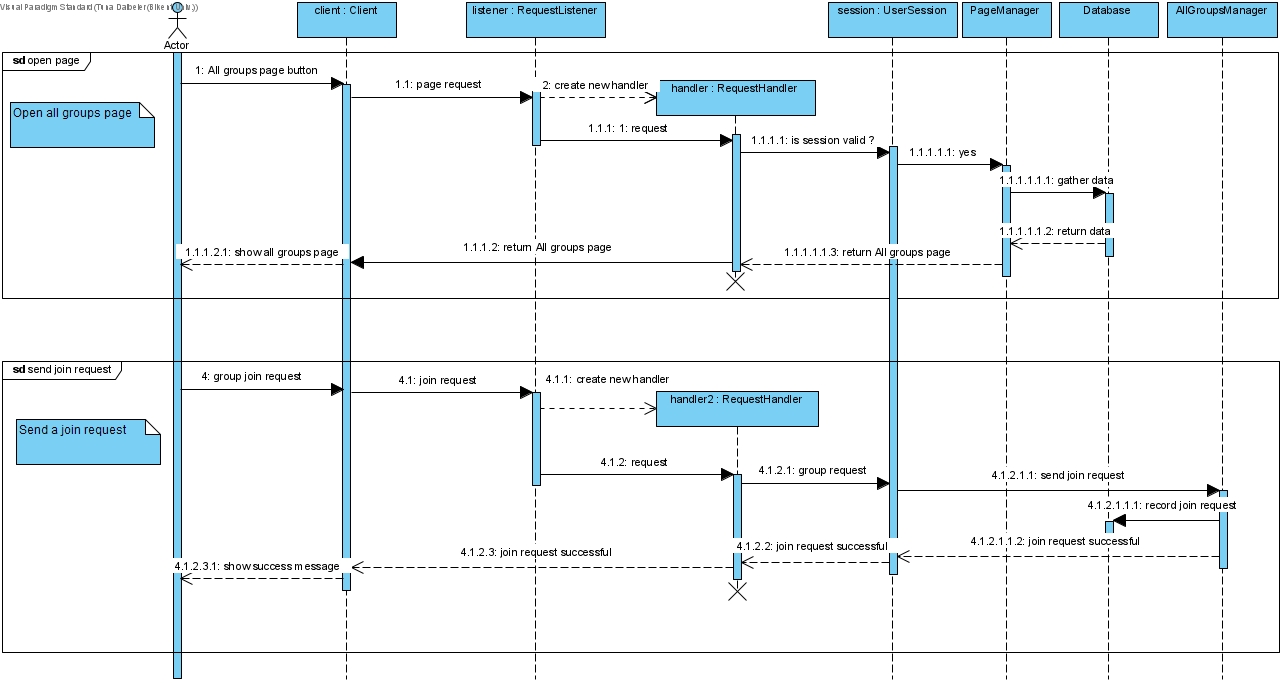 Visual Paradigm Standard (Tuna Dalbeler (Bilkent Univ.))
client : Client
listener : RequestListener
session : UserSession
PageManager
Database
AllGroupsManager
Actor
sd open page
1: All groups page button
1.1: page request
2: create new handler
handler : RequestHandler
Open all groups page
1.1.1: 1: request
1.1.1.1: is session valid ?
1.1.1.1.1: yes
1.1.1.1.1.1: gather data
1.1.1.1.1.2: return data
1.1.1.2.1: show all groups page
1.1.1.2: return All groups page
1.1.1.1.1.3: return All groups page
sd send join request
4: group join request
4.1: join request
4.1.1: create new handler
handler2 : RequestHandler
Send a join request
4.1.2: request
4.1.2.1: group request
4.1.2.1.1: send join request
4.1.2.1.1.1: record join request
4.1.2.1.1.2: join request successful
4.1.2.2: join request successful
4.1.2.3: join request successful
4.1.2.3.1: show success message